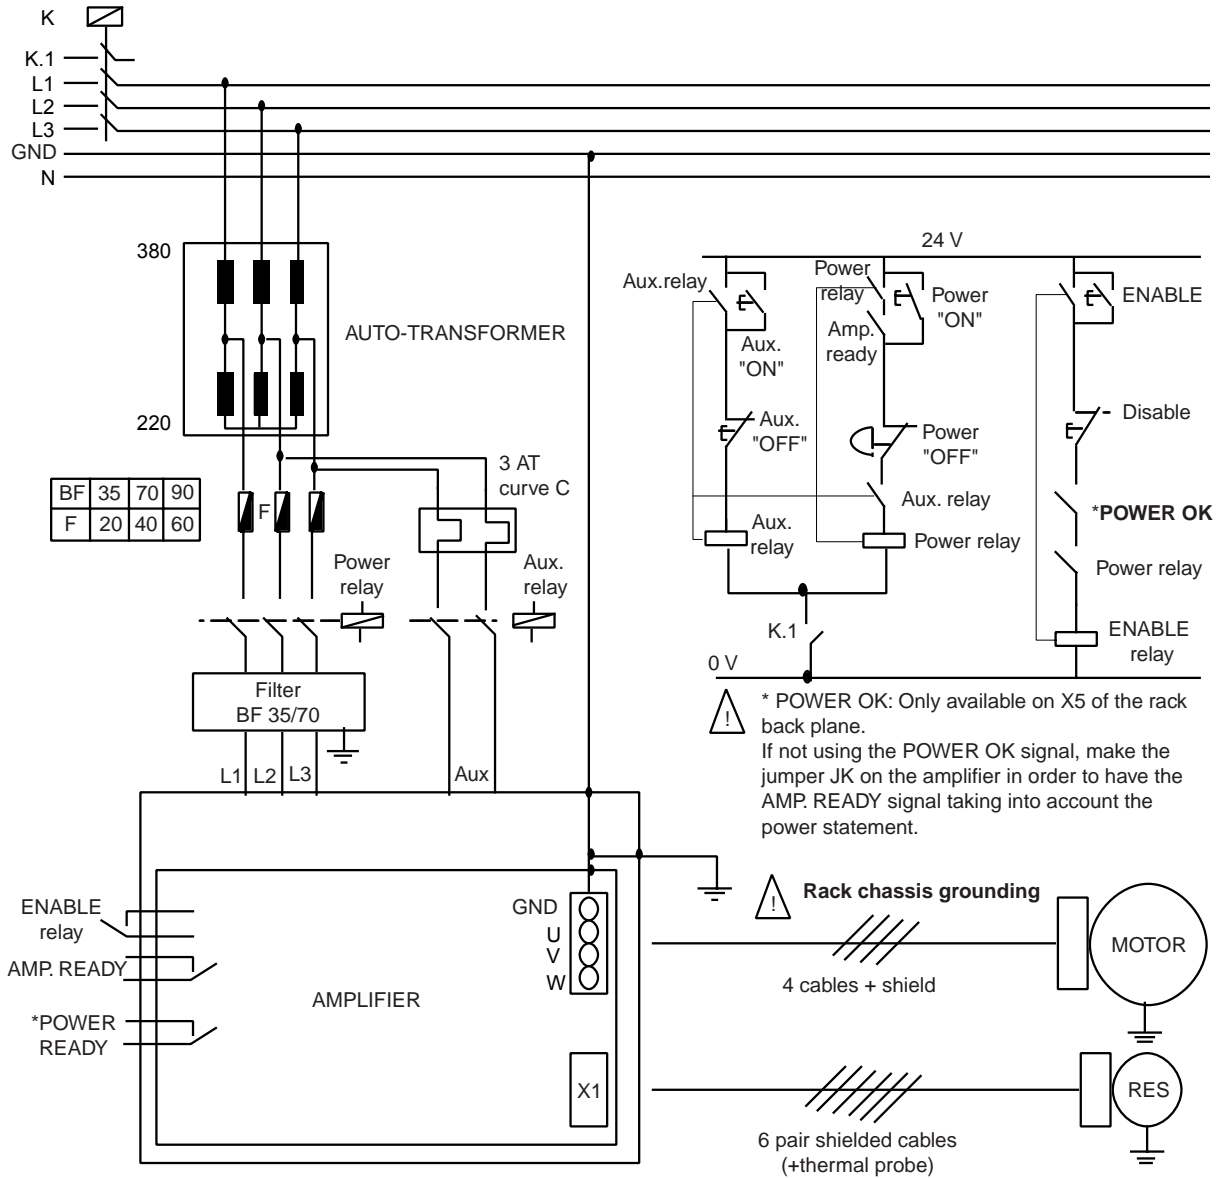 K
K.1
L1
L2
L3
GND
N
380
AUTO-TRANSFORMER
220
BF 35 70 90
F 20 40 60
F
3 AT
curve C
Power
relay
Aux.
relay
Filter
BF 35/70
L1 L2 L3
Aux
24 V
Aux.relay
Aux.
"ON"
Aux.
"OFF"
Aux.
relay
Power
relay
Power
"ON"
Amp.
ready
Power
"OFF"
Aux. relay
Power relay
ENABLE
Disable
*POWER OK
Power relay
ENABLE
relay
K.1
0 V
!
* POWER OK: Only available on X5 of the rack
back plane.
If not using the POWER OK signal, make the
jumper JK on the amplifier in order to have the
AMP. READY signal taking into account the
power statement.
!
Rack chassis grounding
ENABLE
relay
AMP. READY
*POWER
READY
AMPLIFIER
GND
U
V
W
X1
4 cables + shield
MOTOR
6 pair shielded cables
(+thermal probe)
RES